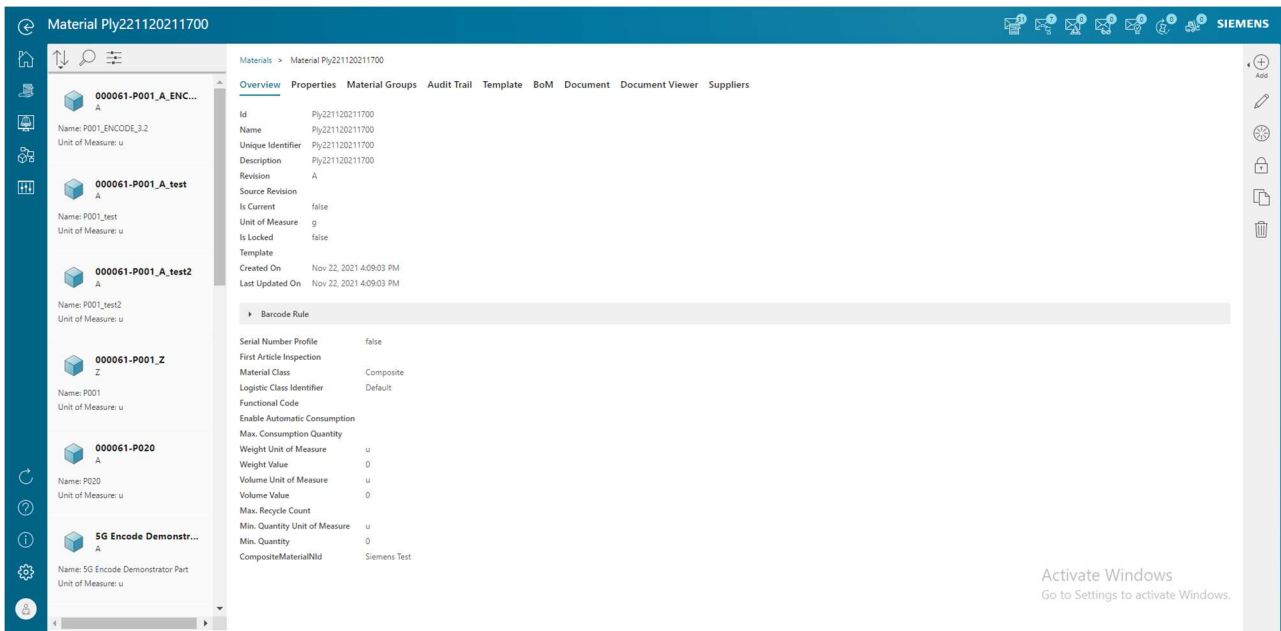 Material Ply221120211700
31
7
0
0
0
0
0
SIEMENS
000061-P001_A_ENC...
A
Name: P001_ENCODE_3.2
Unit of Measure: u
000061-P001_A_test
A
Name: P001_test
Unit of Measure: u
000061-P001_A_test2
A
Name: P001_test2
Unit of Measure: u
000061-P001_Z
Z
Name: P001
Unit of Measure: u
000061-P020
A
Name: P020
Unit of Measure: u
5G Encode Demonstr...
A
Name: 5G Encode Demonstrator Part
Unit of Measure: u
Materials > Material Ply221120211700
Overview Properties Material Groups Audit Trail Template BoM Document Document Viewer Suppliers
Id Ply221120211700
Name Ply221120211700
Unique Identifier Ply221120211700
Description Ply221120211700
Revision A
Source Revision
Is Current false
Unit of Measure g
Is Locked false
Template
Created On Nov 22, 2021 4:09:03 PM
Last Updated On Nov 22, 2021 4:09:03 PM
Barcode Rule
Serial Number Profile false
First Article Inspection
Material Class Composite
Logistic Class Identifier Default
Functional Code
Enable Automatic Consumption
Max. Consumption Quantity
Weight Unit of Measure u
Weight Value 0
Volume Unit of Measure u
Volume Value 0
Max. Recycle Count
Min. Quantity Unit of Measure u
Min. Quantity 0
CompositeMaterialNId Siemens Test
Add
Activate Windows
Go to Settings to activate Windows.